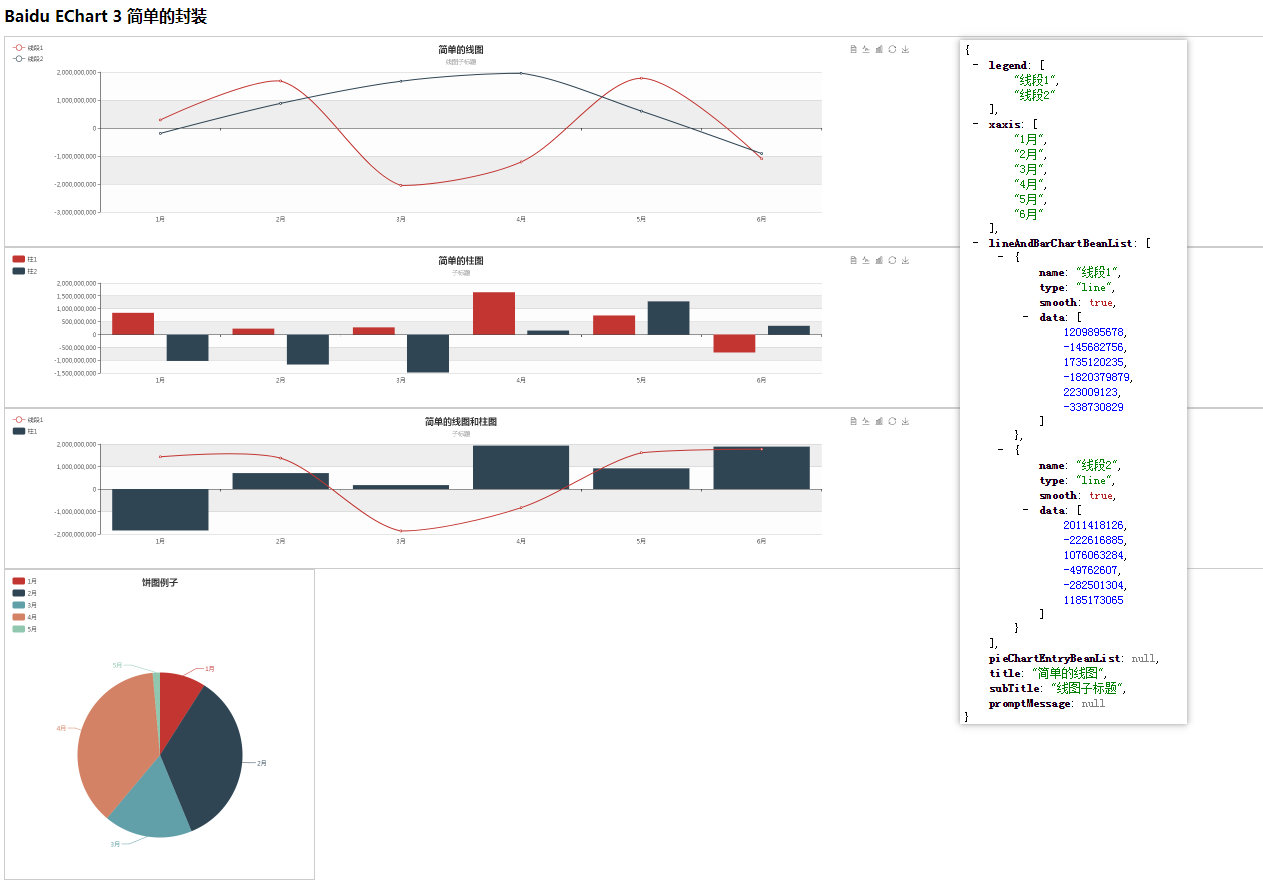 Baidu EChart 3 简单的封装
线段1
线段2
简单的线图
线图子标题
2,000,000,000
1,000,000,000
0
-1,000,000,000
-2,000,000,000
-3,000,000,000
1月 2月 3月 4月 5月 6月
柱1
柱2
简单的柱图
子标题
2,000,000,000
1,500,000,000
1,000,000,000
500,000,000
0
-500,000,000
-1,000,000,000
-1,500,000,000
1月 2月 3月 4月 5月 6月
线段1
柱1
简单的线图和柱图
子标题
2,000,000,000
1,000,000,000
0
-1,000,000,000
-2,000,000,000
1月 2月 3月 4月 5月 6月
1月
2月
3月
4月
5月
饼图例子
5月
1月
4月
2月
3月
{
- legend: [
"线段1",
"线段2"
],
- xaxis: [
"1月",
"2月",
"3月",
"4月",
"5月",
"6月"
],
- lineAndBarChartBeanList: [
- {
name: "线段1",
type: "line",
smooth: true,
- data: [
1209895678,
-145682756,
1735120235,
-1820379879,
223009123,
-338730829
]
},
- {
name: "线段2",
type: "line",
smooth: true,
- data: [
2011418126,
-222616885,
1076063284,
-49762607,
-282501304,
1185173065
]
}
],
pieChartEntryBeanList: null,
title: "简单的线图",
subTitle: "线图子标题",
promptMessage: null
}